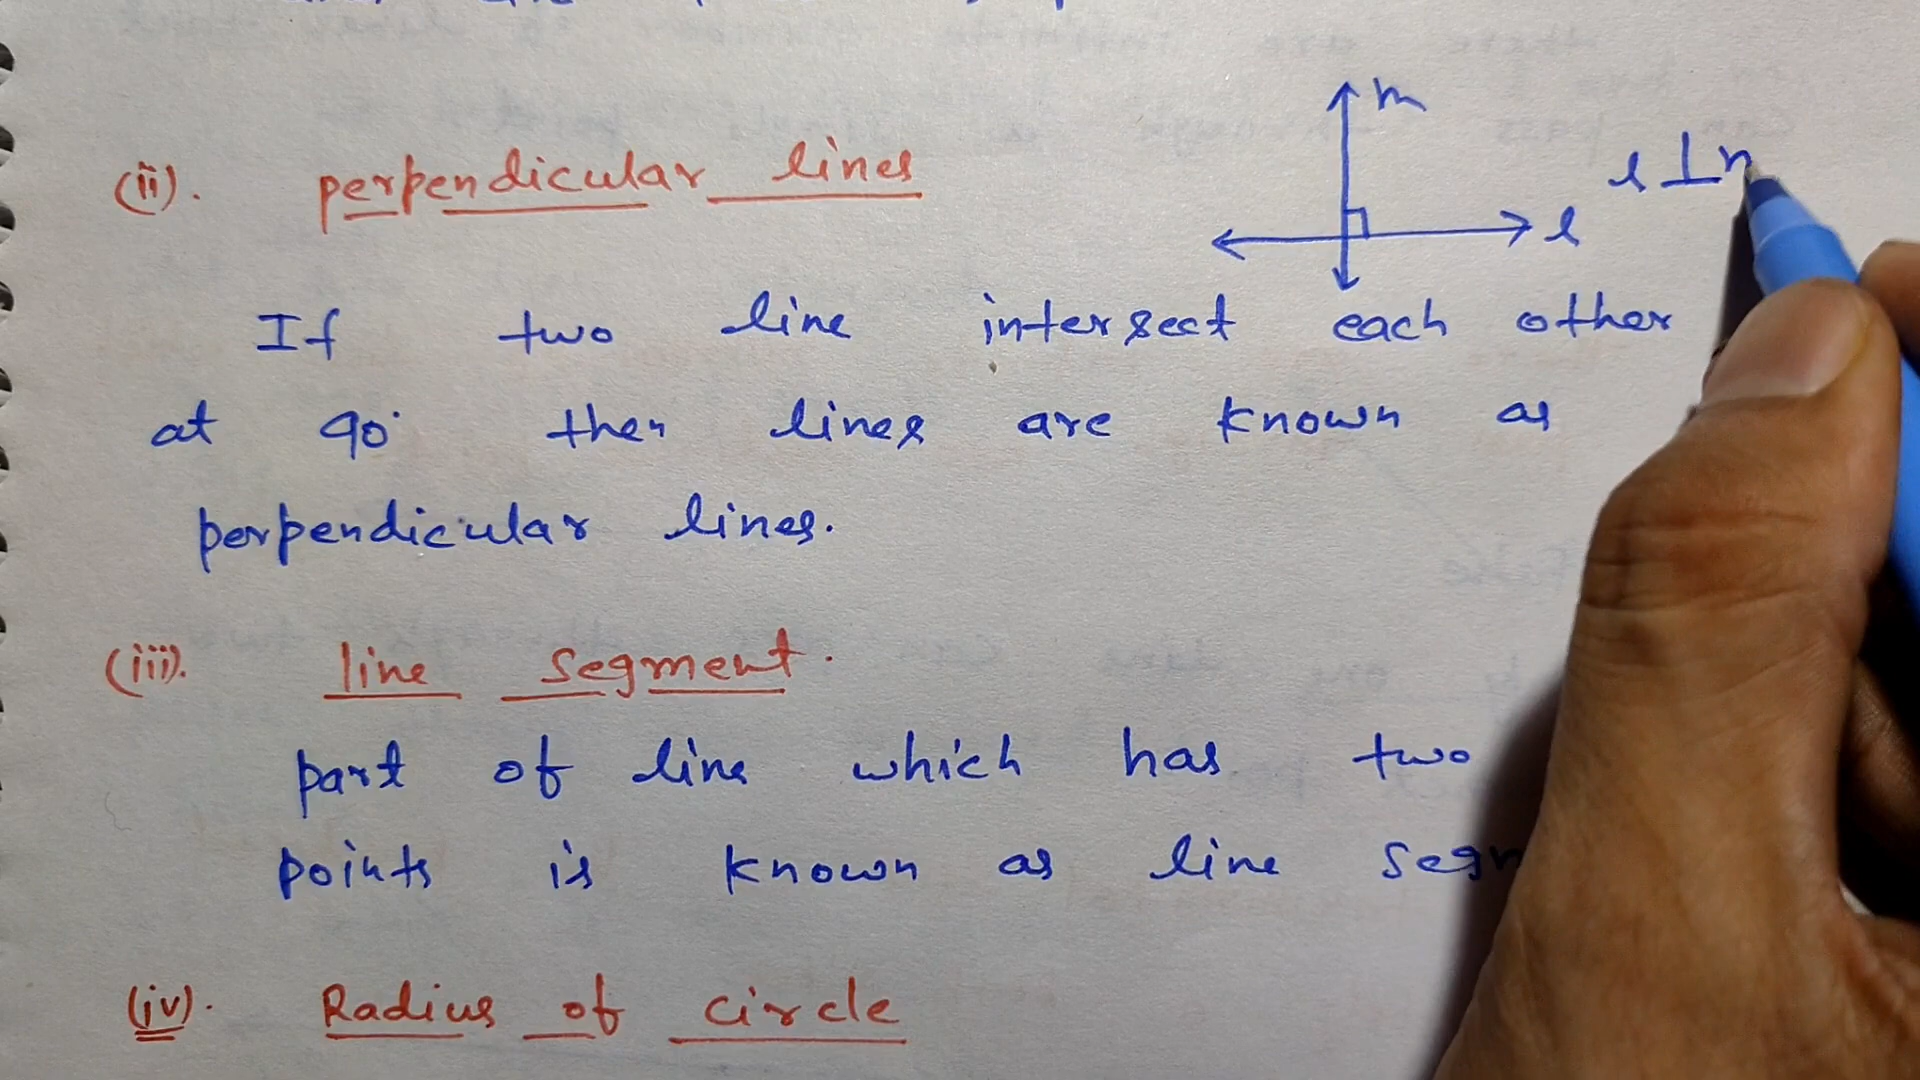 m
(ii). perpendicular lines
l ⊥
l
If two line intersect each other
at 90° then lines are known as
perpendicular lines.
(iii). line segment.
part of line which has two
points is known as line
(iv). Radius of circle